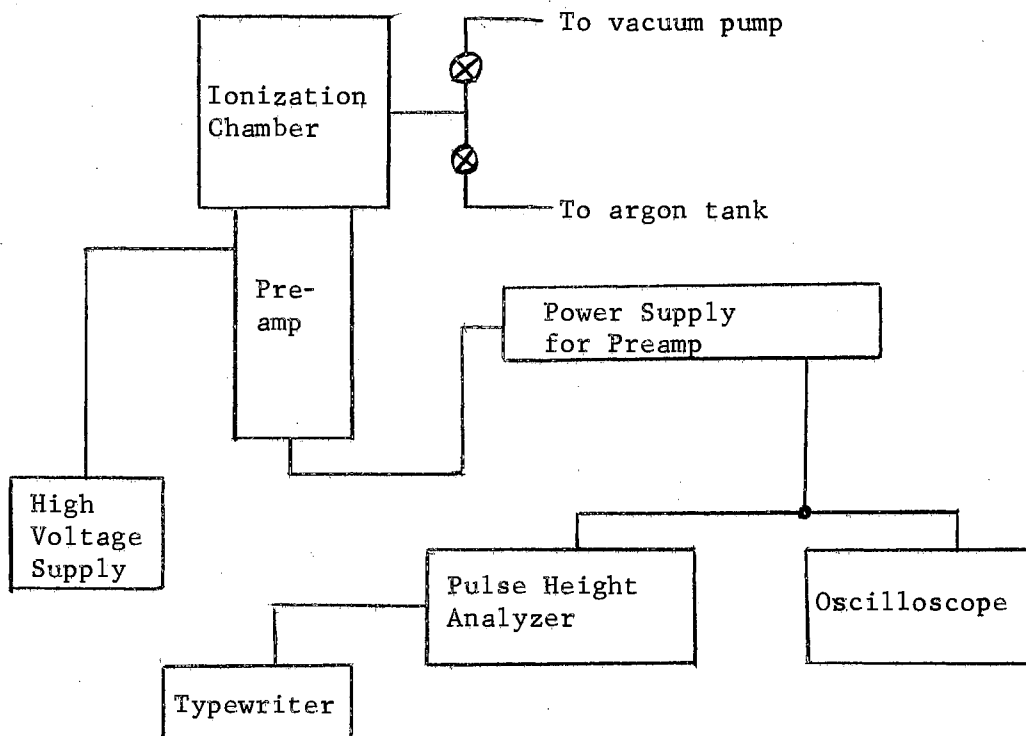 To vacuum pump
Ionization
Chamber
To argon tank
Pre-
amp
Power Supply
for Preamp
High
Voltage
Supply
Pulse Height
Analyzer
Oscilloscope
Typewriter